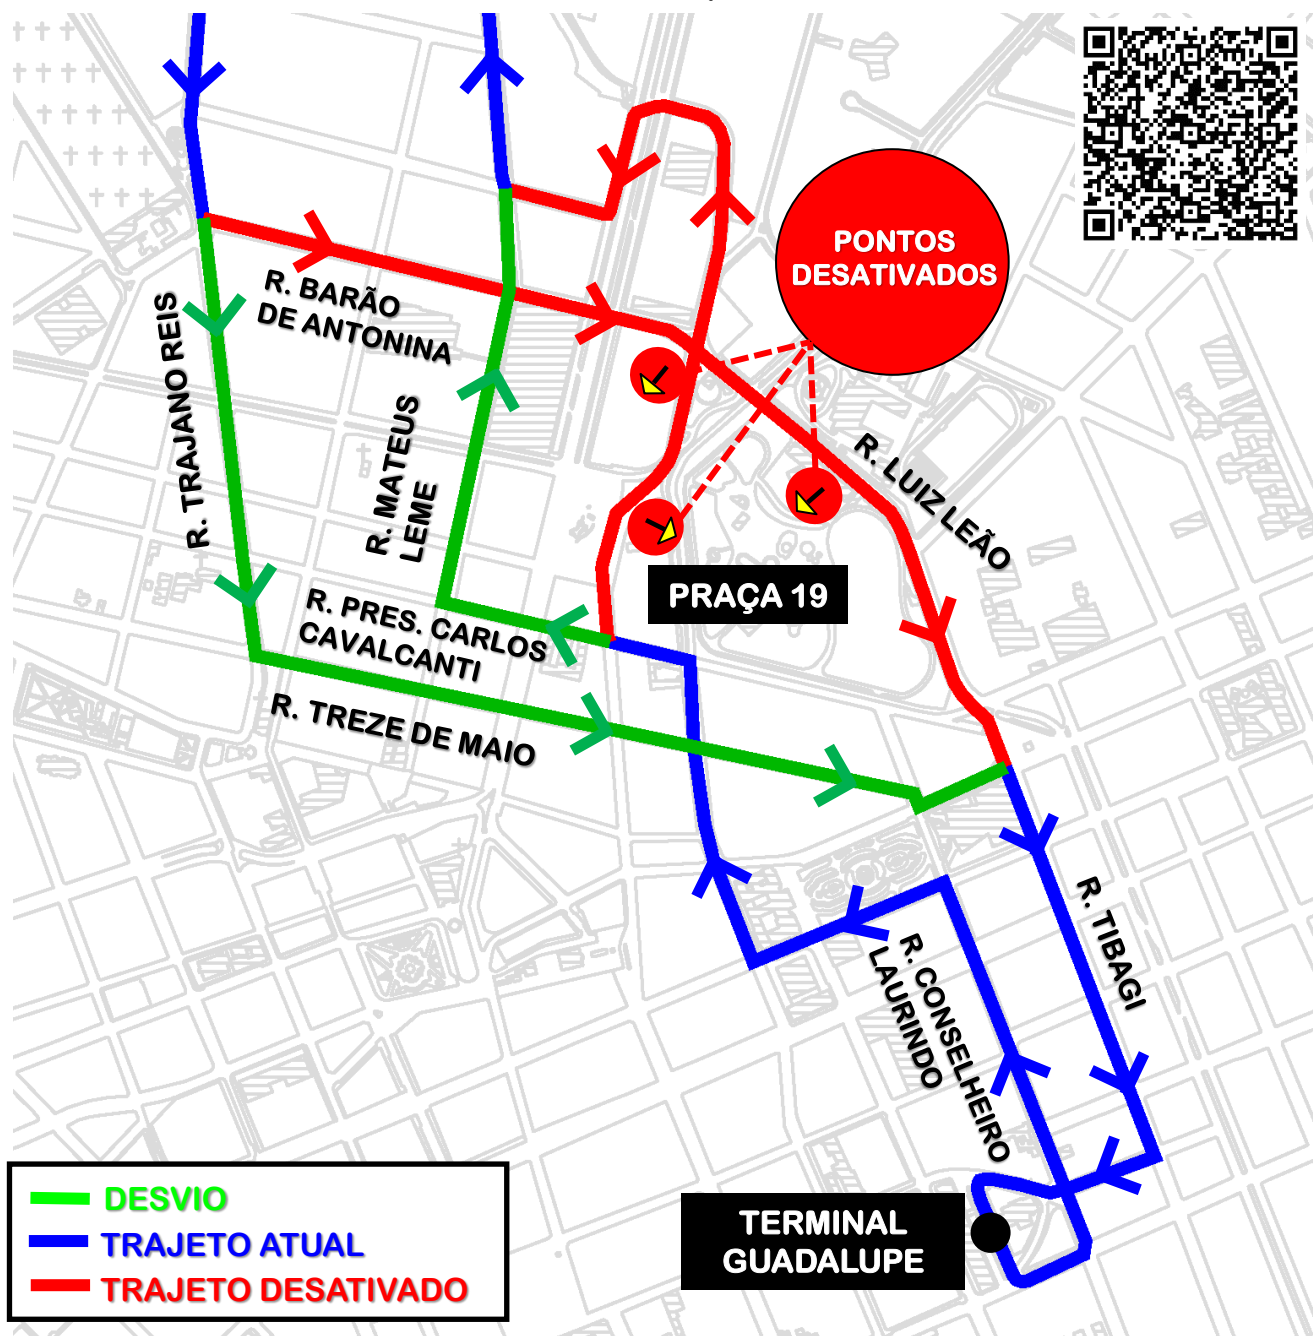 PONTOS
DESATIVADOS
R. BARÃO
DE ANTONINA
R. TRAJANO REIS
R. MATEUS
LEME
R. LUIZ LEÃO
PRAÇA 19
R. PRES. CARLOS
CAVALCANTI
R. TREZE DE MAIO
R. TIBAGI
R. CONSELHEIRO
LAURINDO
TERMINAL
GUADALUPE
DESVIO
TRAJETO ATUAL
TRAJETO DESATIVADO